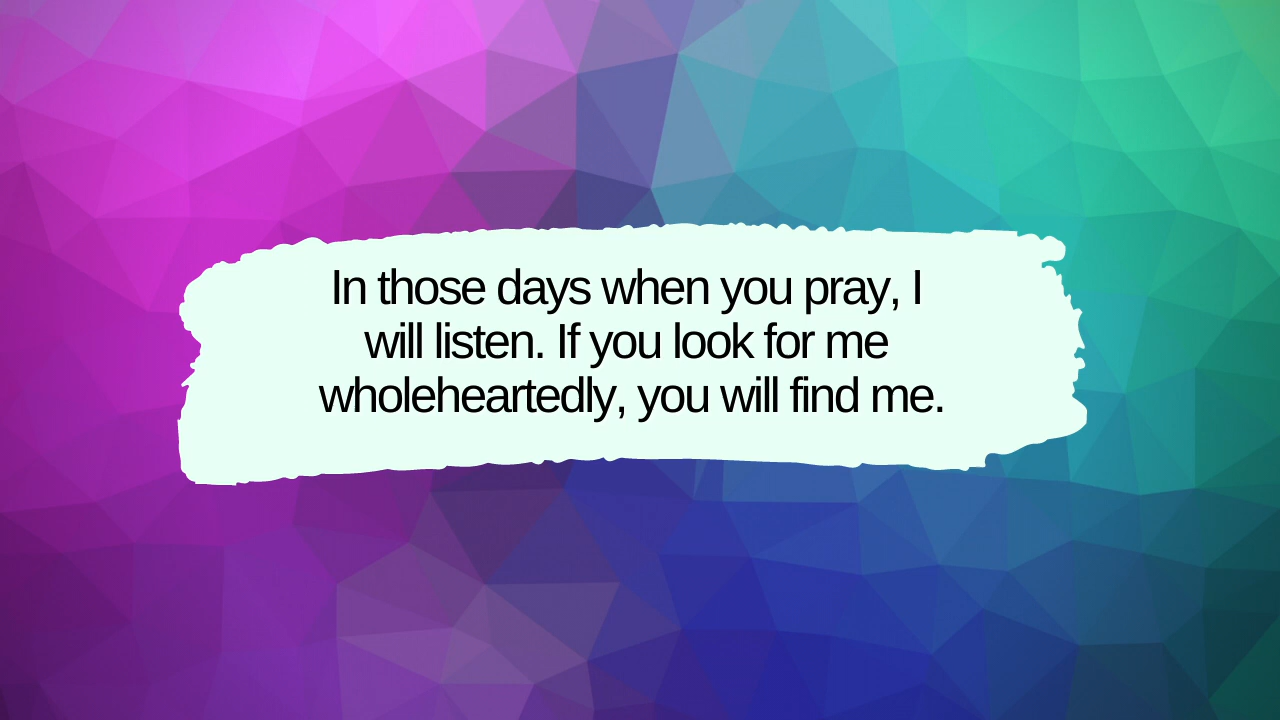 In those days when you pray, I
will listen. If you look for me
wholeheartedly, you will find me.